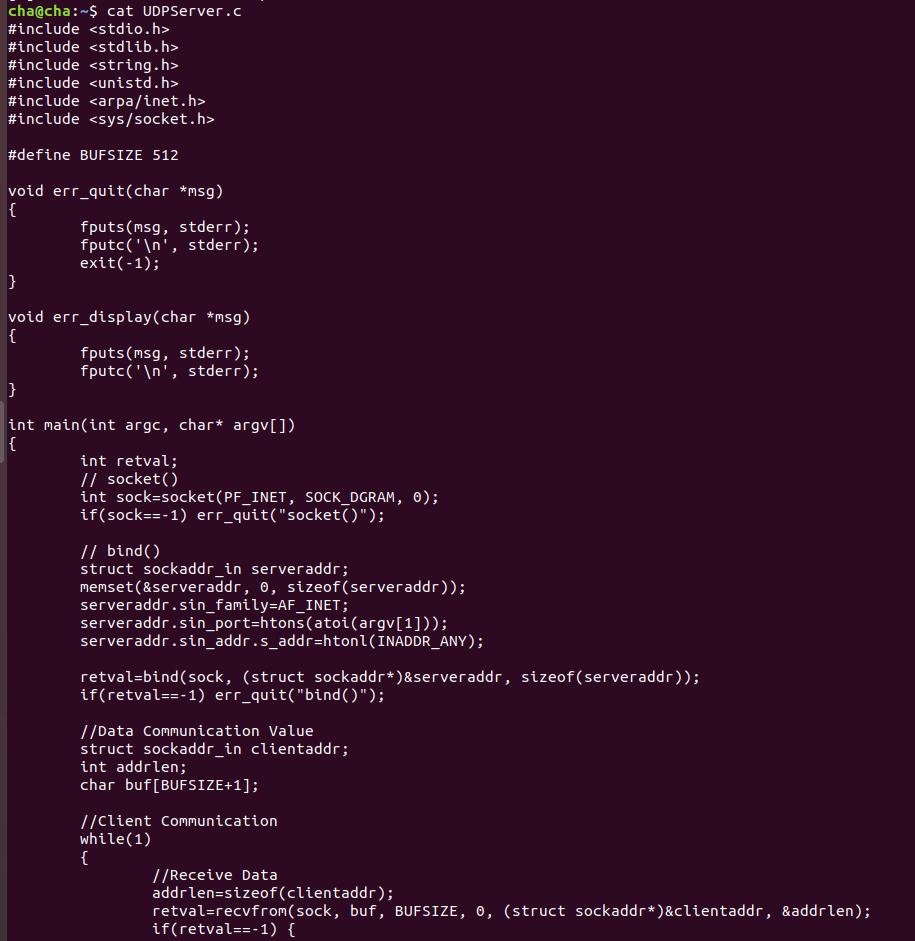 cha@cha:~$ cat UDPServer.c
#include <stdio.h>
#include <stdlib.h>
#include <string.h>
#include <unistd.h>
#include <arpa/inet.h>
#include <sys/socket.h>

#define BUFSIZE 512

void err_quit(char *msg)
{
        fputs(msg, stderr);
        fputc('\n', stderr);
        exit(-1);
}

void err_display(char *msg)
{
        fputs(msg, stderr);
        fputc('\n', stderr);
}

int main(int argc, char* argv[])
{
        int retval;
        // socket()
        int sock=socket(PF_INET, SOCK_DGRAM, 0);
        if(sock==-1) err_quit("socket()");

        // bind()
        struct sockaddr_in serveraddr;
        memset(&serveraddr, 0, sizeof(serveraddr));
        serveraddr.sin_family=AF_INET;
        serveraddr.sin_port=htons(atoi(argv[1]));
        serveraddr.sin_addr.s_addr=htonl(INADDR_ANY);

        retval=bind(sock, (struct sockaddr*)&serveraddr, sizeof(serveraddr));
        if(retval==-1) err_quit("bind()");

        //Data Communication Value
        struct sockaddr_in clientaddr;
        int addrlen;
        char buf[BUFSIZE+1];

        //Client Communication
        while(1)
        {
                //Receive Data
                addrlen=sizeof(clientaddr);
                retval=recvfrom(sock, buf, BUFSIZE, 0, (struct sockaddr*)&clientaddr, &addrlen);
                if(retval==-1) {